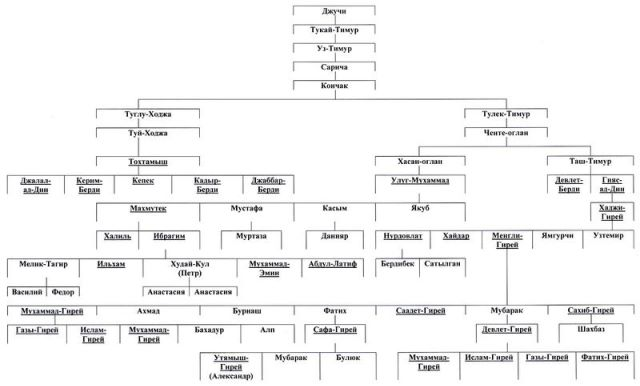 Джучи
Тукай-Тимур
Уз-Тимур
Сарича
Кончак
Туглу-Ходжа Тулек-Тимур
Туй-Ходжа Ченте-оглан
Тохтамыш Хасан-оглан Таш-Тимур
Джалал- Керим- Кепек Кадыр- Джаббар- Улуг-Мухаммад Девлет- Гияс-
ад-Дин Берди Берди Берди Берди ад-Дин
Махмутек Мустафа Касым Якуб Хаджи-
Гирей
Халиль Ибрагим Муртаза Данияр Нурдовлат Хайдар Менгли- Ямгурчи Узтемир
Гирей
Мелик-Тагир Ильхам Худай-Кул Мухаммад- Абдул-Латиф Бердибек Сатылган
(Петр) Эмин
Василий Федор Анастасия Анастасия
Мухаммад-Гирей Ахмад Бурнаш Фатих Саадет-Гирей Мубарак Сахиб-Гирей
Газы-Гирей Ислам- Мухаммад- Бахадур Алп Сафа-Гирей Девлет-Гирей Шахбаз
Гирей Гирей
Утямыш- Мубарак Булюк Мухаммад- Ислам-Гирей Газы-Гирей Фатих-Гирей
Гирей Гирей
(Александр)